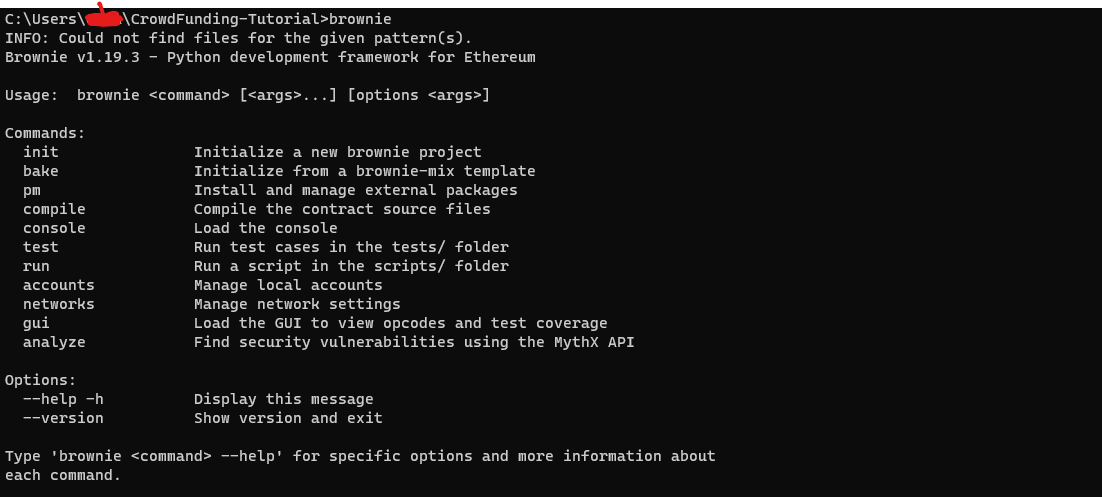 C:\Users\ \CrowdFunding-Tutorial>brownie
INFO: Could not find files for the given pattern(s).
Brownie v1.19.3 - Python development framework for Ethereum
Usage:  brownie <command> [<args>...] [options <args>]
Commands:
  init               Initialize a new brownie project
  bake               Initialize from a brownie-mix template
  pm                 Install and manage external packages
  compile            Compile the contract source files
  console            Load the console
  test               Run test cases in the tests/ folder
  run                Run a script in the scripts/ folder
  accounts           Manage local accounts
  networks           Manage network settings
  gui                Load the GUI to view opcodes and test coverage
  analyze            Find security vulnerabilities using the MythX API
Options:
  --help -h          Display this message
  --version          Show version and exit
Type 'brownie <command> --help' for specific options and more information about
each command.